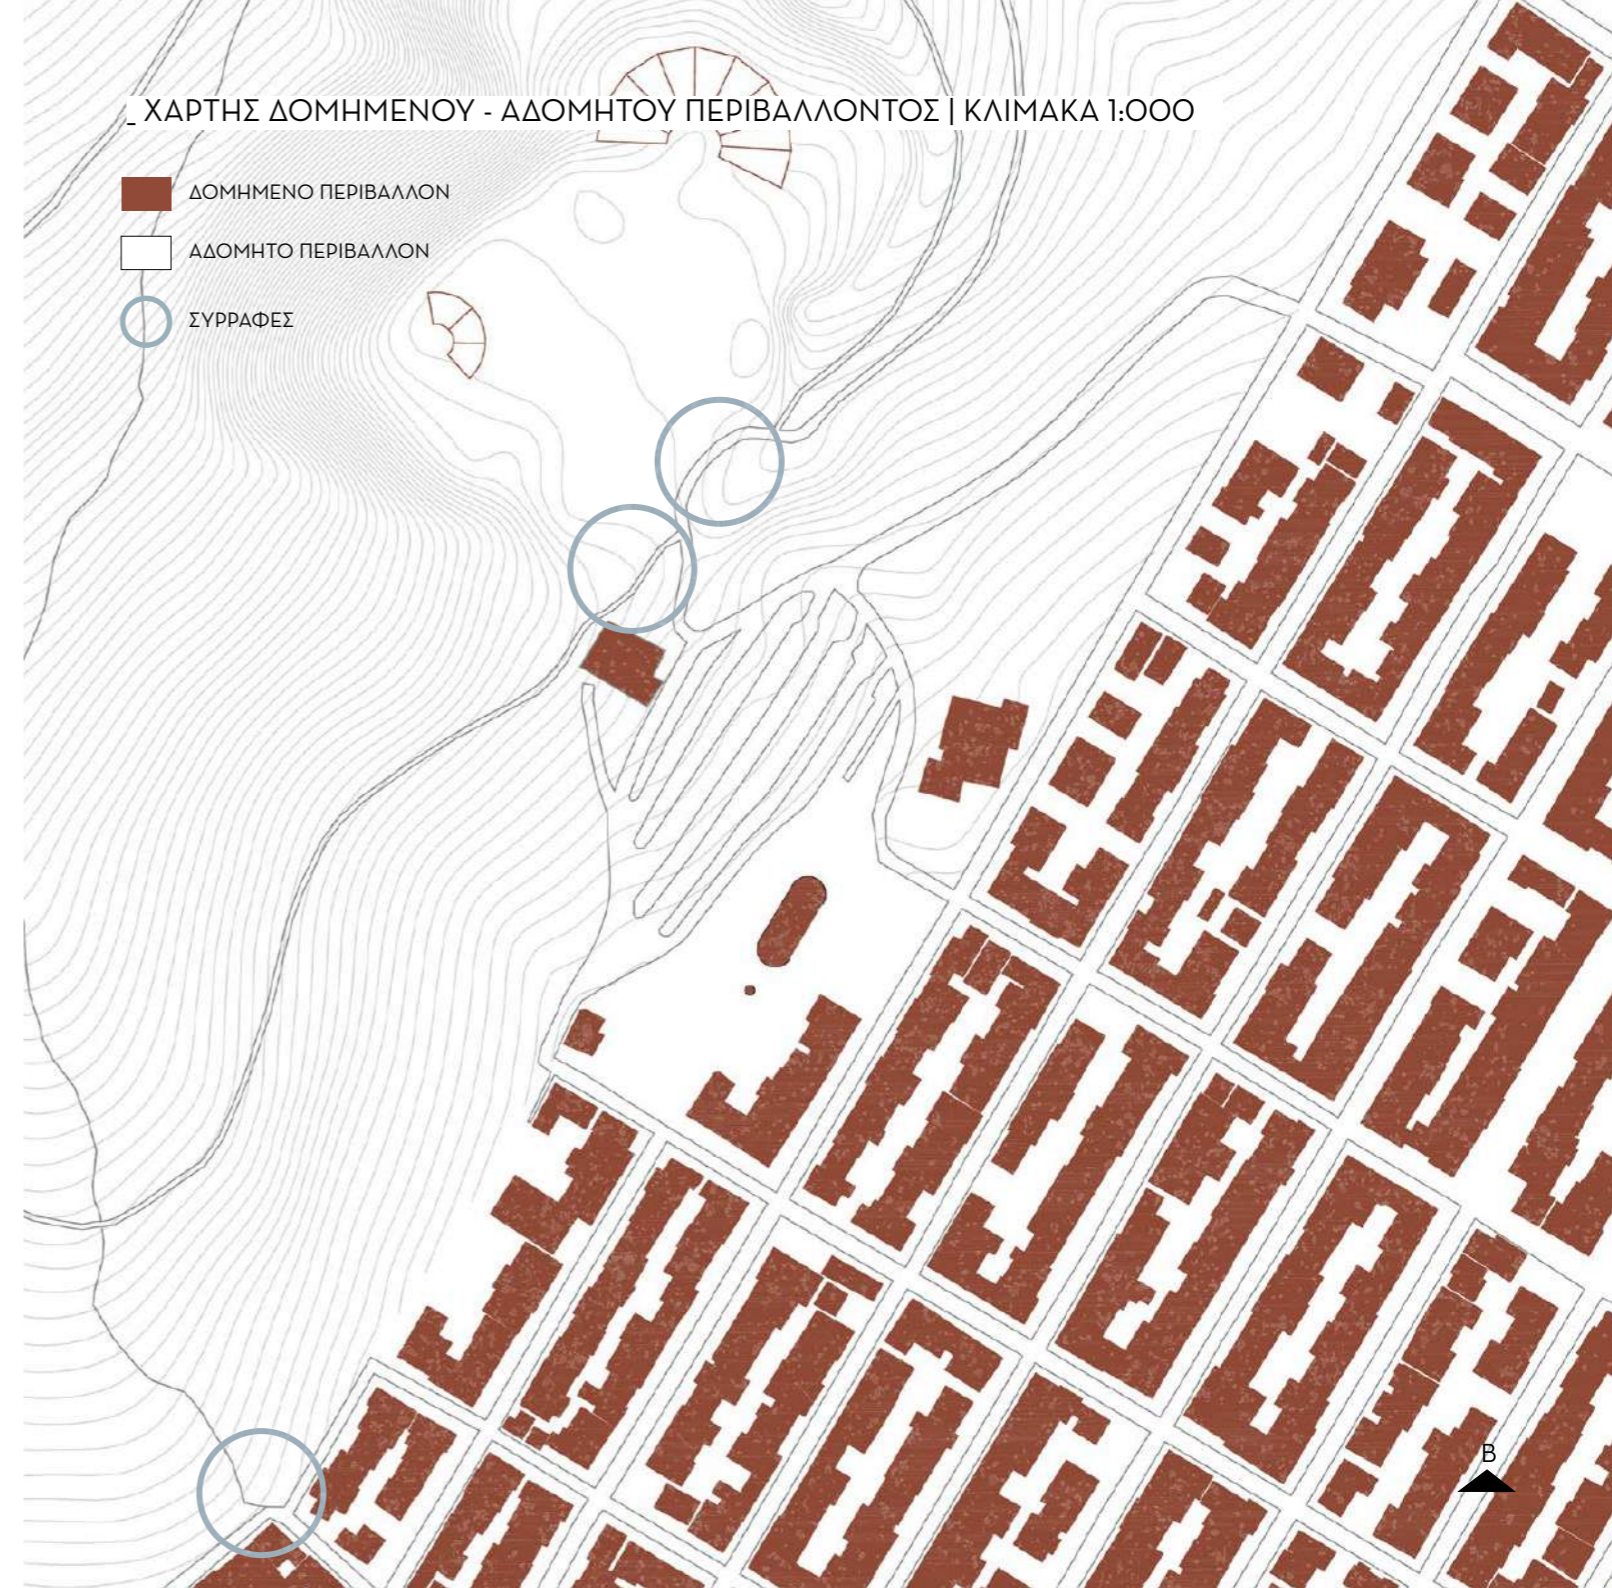 _ ΧΑΡΤΗΣ ΔΟΜΗΜΕΝΟΥ - ΑΔΟΜΗΤΟΥ ΠΕΡΙΒΑΛΛΟΝΤΟΣ | ΚΛΙΜΑΚΑ 1:000
ΔΟΜΗΜΕΝΟ ΠΕΡΙΒΑΛΛΟΝ
ΑΔΟΜΗΤΟ ΠΕΡΙΒΑΛΛΟΝ
ΣΥΡΡΑΦΕΣ
Β